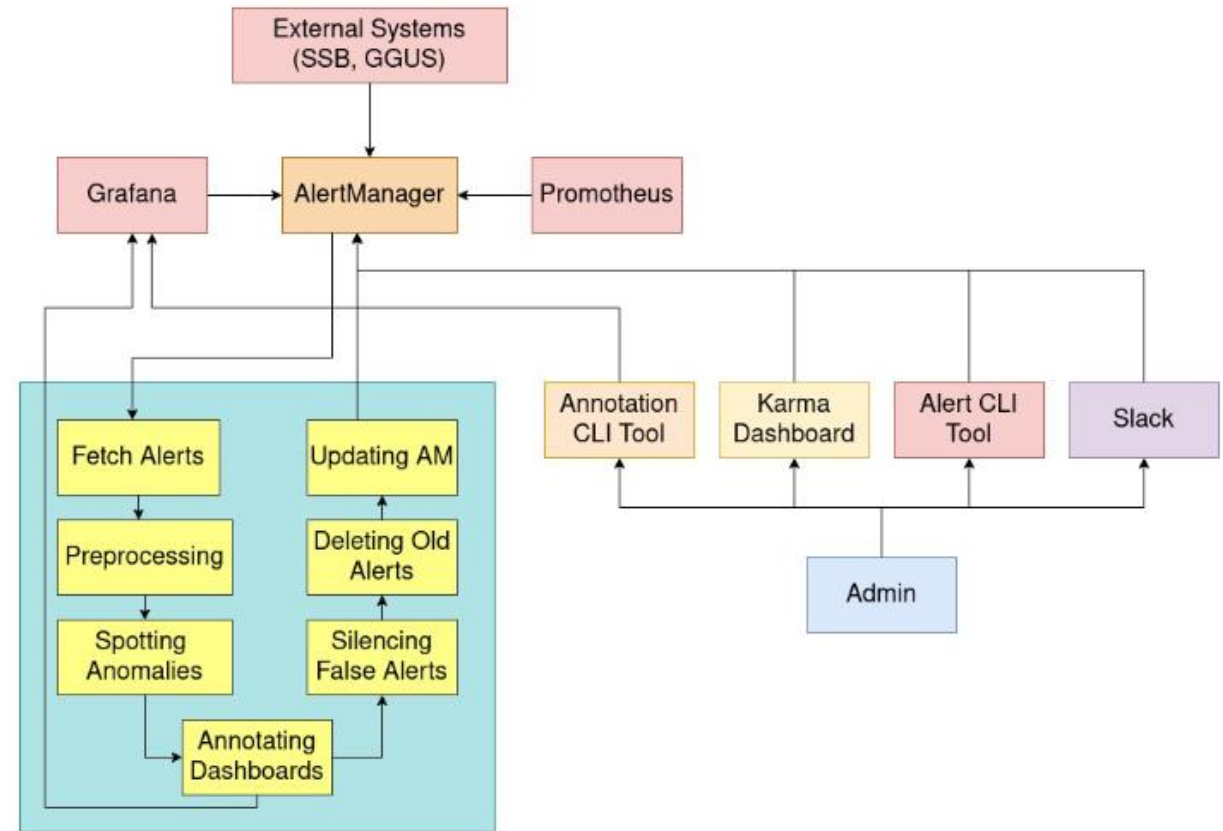 External Systems
(SSB, GGUS)
Grafana
AlertManager
Promotheus
Annotation
CLI Tool
Karma
Dashboard
Alert CLI
Tool
Slack
Fetch Alerts
Updating AM
Preprocessing
Deleting Old
Alerts
Admin
Spotting
Anomalies
Silencing
False Alerts
Annotating
Dashboards